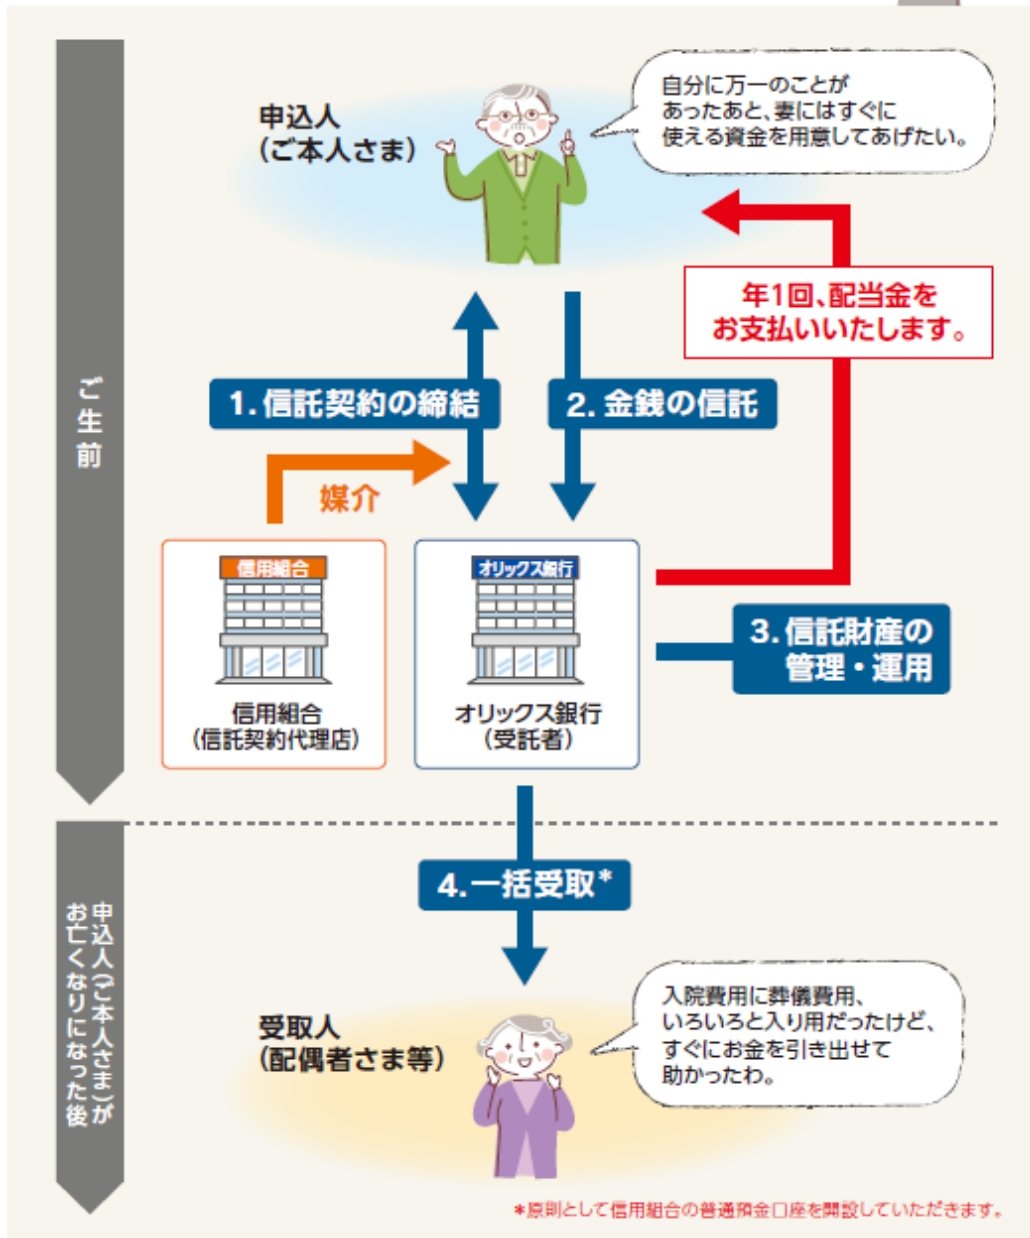 ご生前
申込人
（ご本人さま）
自分に万一のことが
あったあと、妻にはすぐに
使える資金を用意してあげたい。
年1回、配当金を
お支払いいたします。
1.信託契約の締結
2.金銭の信託
媒介
信用組合
オリックス銀行
信用組合
（信託契約代理店）
オリックス銀行
（受託者）
3.信託財産の
管理・運用
申込人（ご本人さま）が
お亡くなりになった後
4.一括受取*
受取人
（配偶者さま等）
入院費用に葬儀費用、
いろいろと入り用だったけど、
すぐにお金を引き出せて
助かったわ。
*原則として信用組合の普通預金口座を開設していただきます。